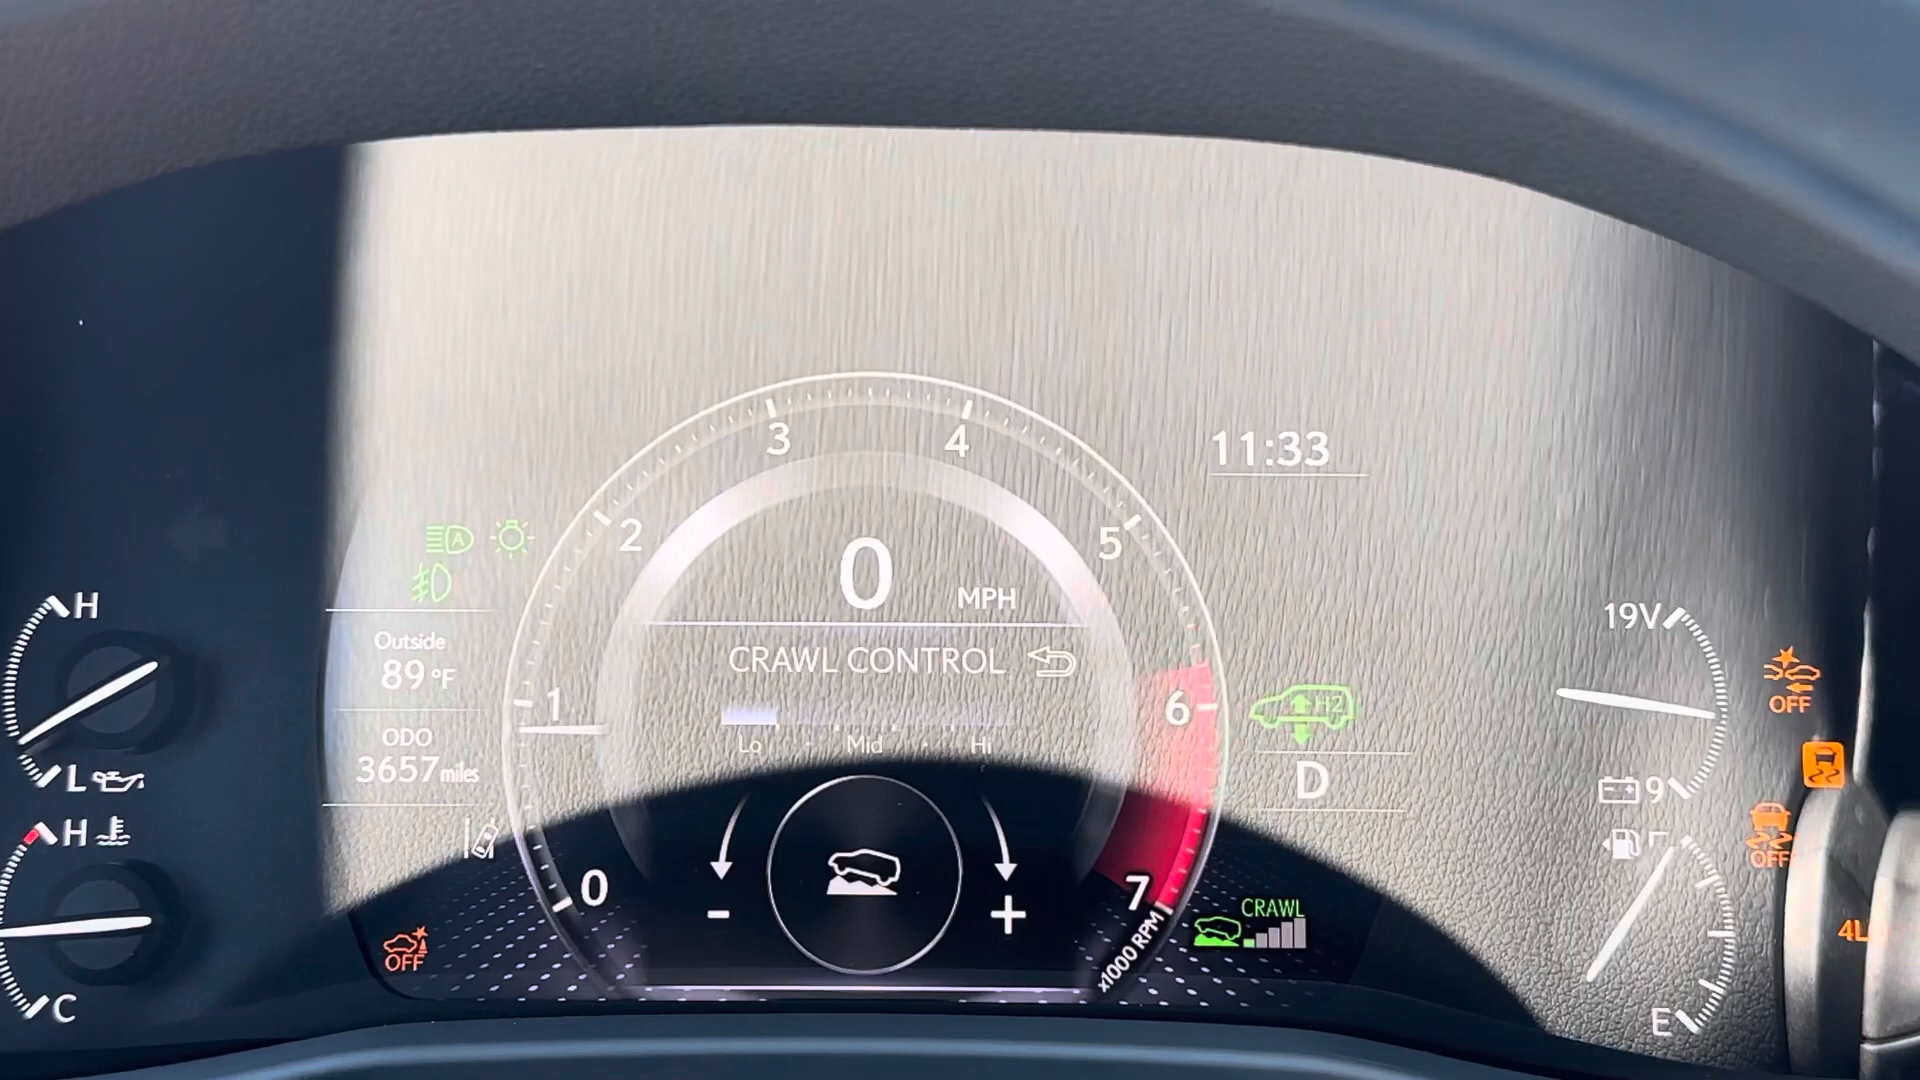 3
4
11:33
2
5
A
0
MPH
H
Outside
89 °F
CRAWL CONTROL
19V
OFF
1
6
H2
ODO
3657 miles
Lo
Mid
Hi
D
L
9
H
OFF
0
-
+
7
x1000 RPM
CRAWL
OFF
C
E